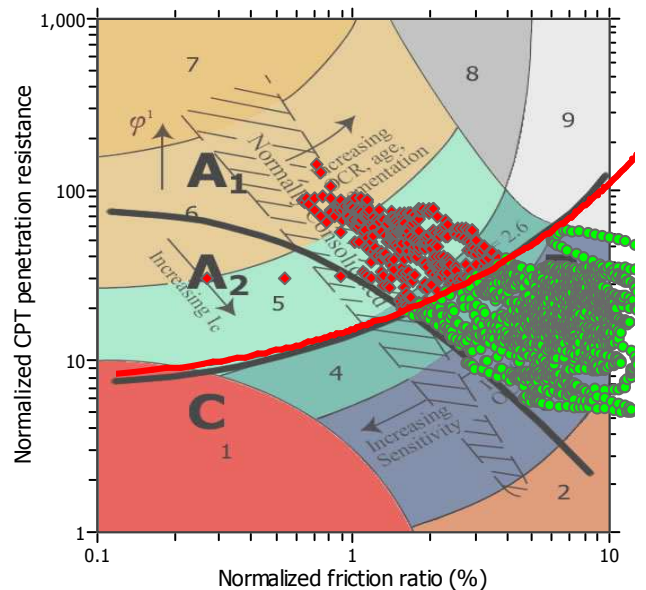 Normalized CPT penetration resistance
1,000
100
10
1
7
8
9
φ¹
Increasing
OCR, age,
cementation
Normally Consolidated
A₁
6
A₂
Increasing Ic
5
= 2.6
4
C
1
Increasing
Sensitivity
2
0.1
1
10
Normalized friction ratio (%)